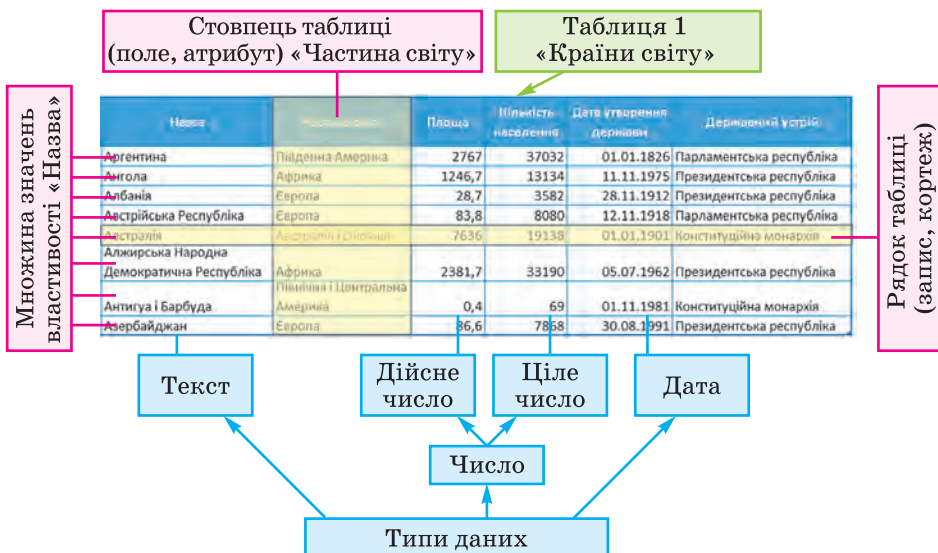 Стовпець таблиці
(поле, атрибут) «Частина світу»
Таблиця 1
«Країни світу»
Множина значень
властивості «Назва»
Назва Площа Кількість населення Дата утворення держави Державний устрій
Аргентина Південна Америка 2767 37032 01.01.1826 Парламентська республіка
Ангола Африка 1246,7 13134 11.11.1975 Президентська республіка
Албанія Європа 28,7 3582 28.11.1912 Президентська республіка
Австрійська Республіка Європа 83,8 8080 12.11.1918 Парламентська республіка
Австралія 7636 19138 01.01.1901 Конституційна монархія
Алжирська Народна
Демократична Республіка Африка 2381,7 33190 05.07.1962 Президентська республіка
Північна і Центральна
Антигуа і Барбуда Америка 0,4 69 01.11.1981 Конституційна монархія
Азербайджан Європа 86,6 7868 30.08.1991 Президентська республіка
Рядок таблиці
(запис, кортеж)
Текст
Дійсне
число
Ціле
число
Дата
Число
Типи даних